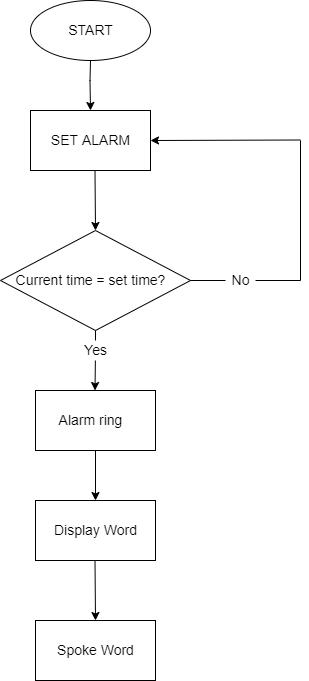 START
SET ALARM
Current time = set time?
No
Yes
Alarm ring
Display Word
Spoke Word